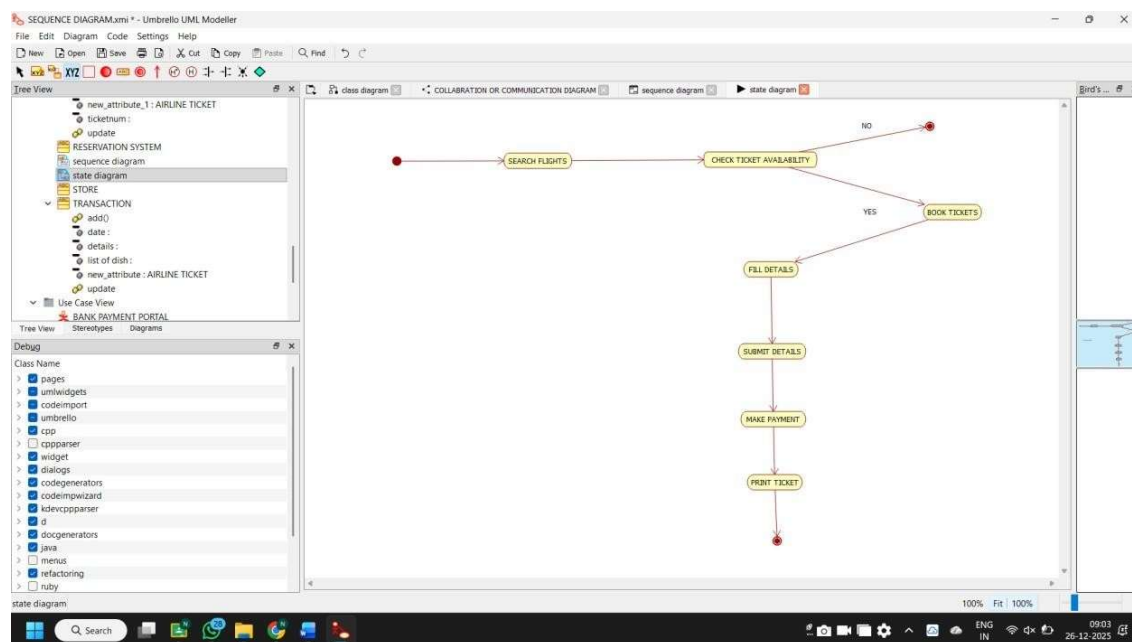 SEQUENCE DIAGRAM.xmi * - Umbrello UML Modeller
File Edit Diagram Code Settings Help
New Open Save Cut Copy Paste Find
XYZ XYZ
Tree View
class diagram
COLLABRATION OR COMMUNICATION DIAGRAM
sequence diagram
state diagram
Bird's ...
new_attribute_1 : AIRLINE TICKET
ticketnum :
update
RESERVATION SYSTEM
sequence diagram
state diagram
STORE
TRANSACTION
add()
date :
details :
list of dish :
new_attribute : AIRLINE TICKET
update
Use Case View
BANK PAYMENT PORTAL
Tree View Stereotypes Diagrams
Debug
Class Name
pages
umlwidgets
codeimport
umbrello
cpp
cppparser
widget
dialogs
codegenerators
codeimpwizard
kdevcppparser
d
docgenerators
java
menus
refactoring
ruby
NO
SEARCH FLIGHTS
CHECK TICKET AVAILABILITY
YES
BOOK TICKETS
FILL DETAILS
SUBMIT DETAILS
MAKE PAYMENT
PRINT TICKET
state diagram
100% Fit 100%
Search
28
ENG
IN
09:03
26-12-2025